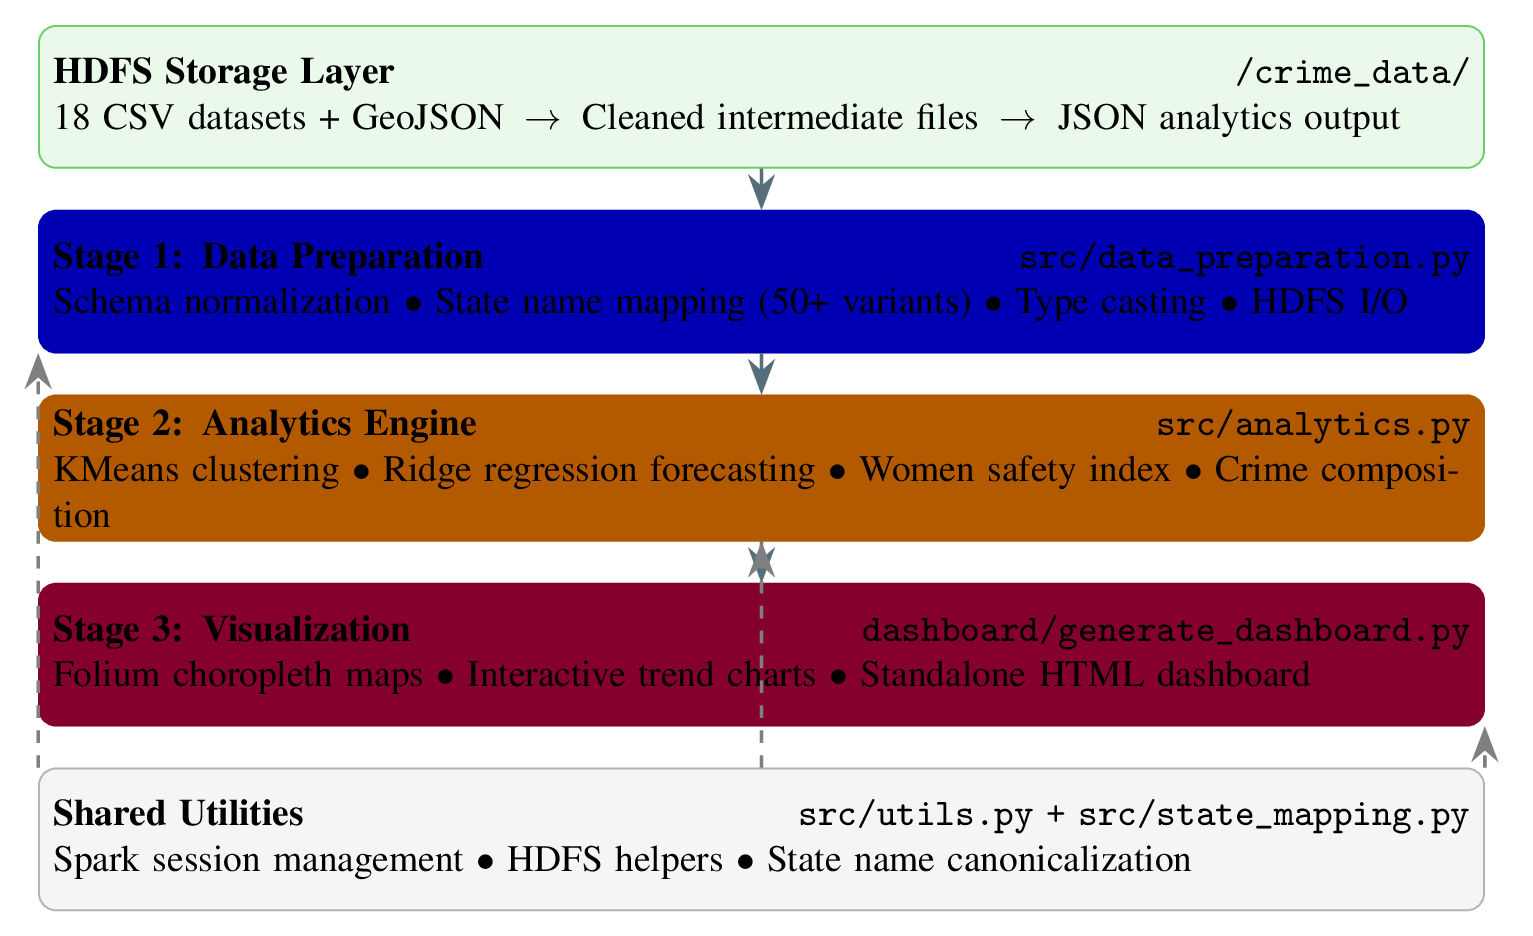 HDFS Storage Layer /crime_data/
18 CSV datasets + GeoJSON → Cleaned intermediate files → JSON analytics output
Stage 1: Data Preparation src/data_preparation.py
Schema normalization • State name mapping (50+ variants) • Type casting • HDFS I/O
Stage 2: Analytics Engine src/analytics.py
KMeans clustering • Ridge regression forecasting • Women safety index • Crime composi-
tion
Stage 3: Visualization dashboard/generate_dashboard.py
Folium choropleth maps • Interactive trend charts • Standalone HTML dashboard
Shared Utilities src/utils.py + src/state_mapping.py
Spark session management • HDFS helpers • State name canonicalization